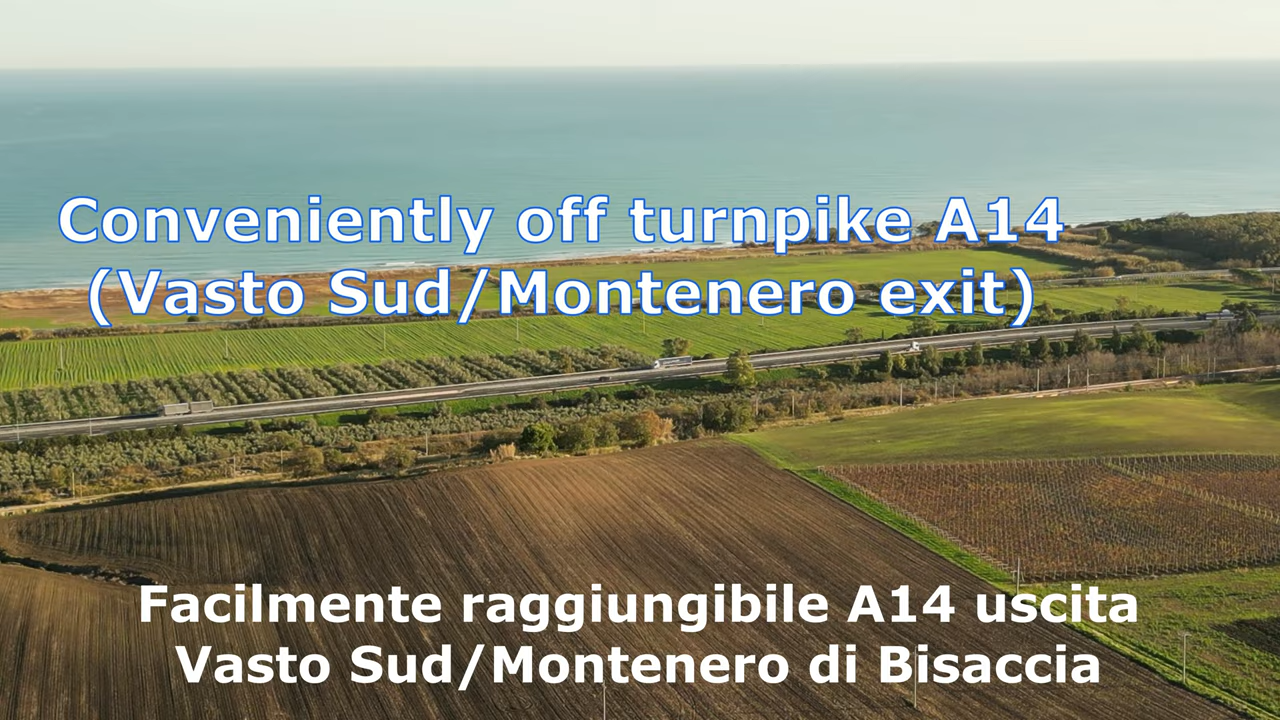 Conveniently off turnpike A14
(Vasto Sud/Montenero exit)
Facilmente raggiungibile A14 uscita
Vasto Sud/Montenero di Bisaccia